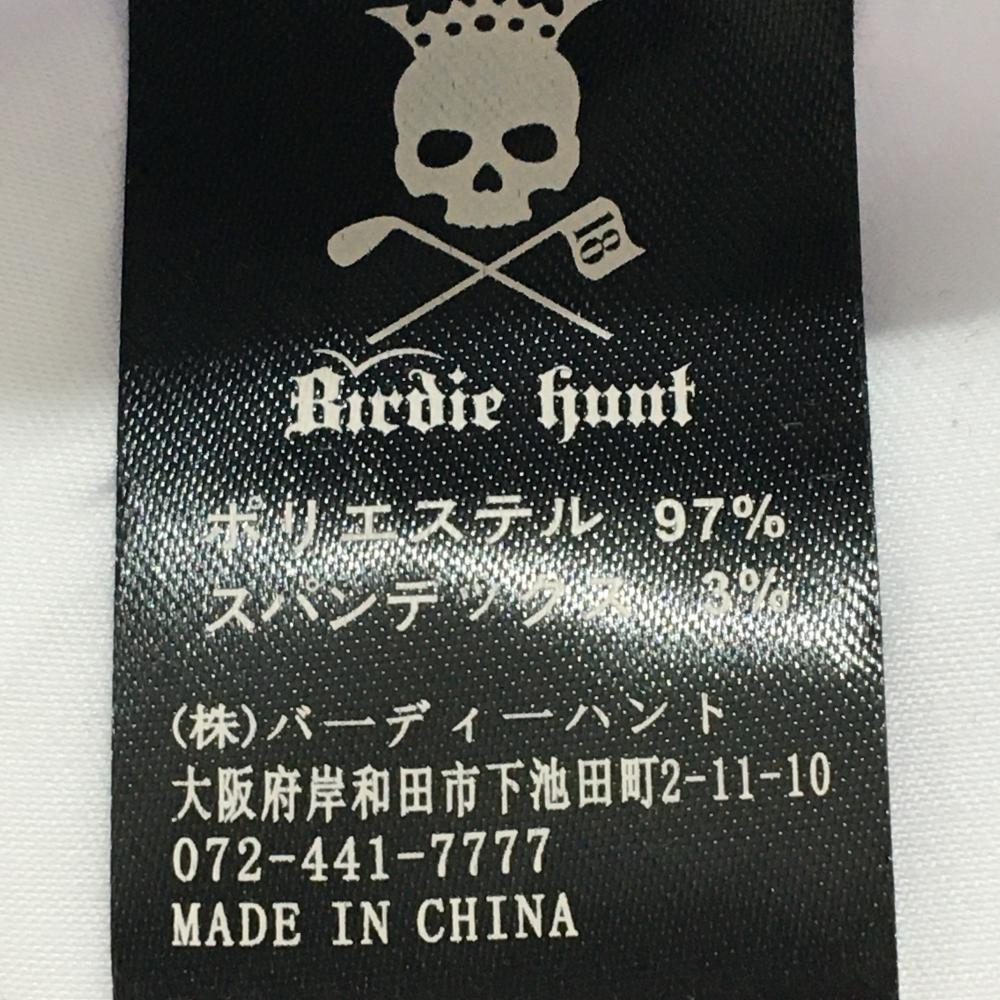 18
Birdie hunt
ポリエステル 97%
スパンデックス 3%
(株)バーディーハント
大阪府岸和田市下池田町2-11-10
072-441-7777
MADE IN CHINA